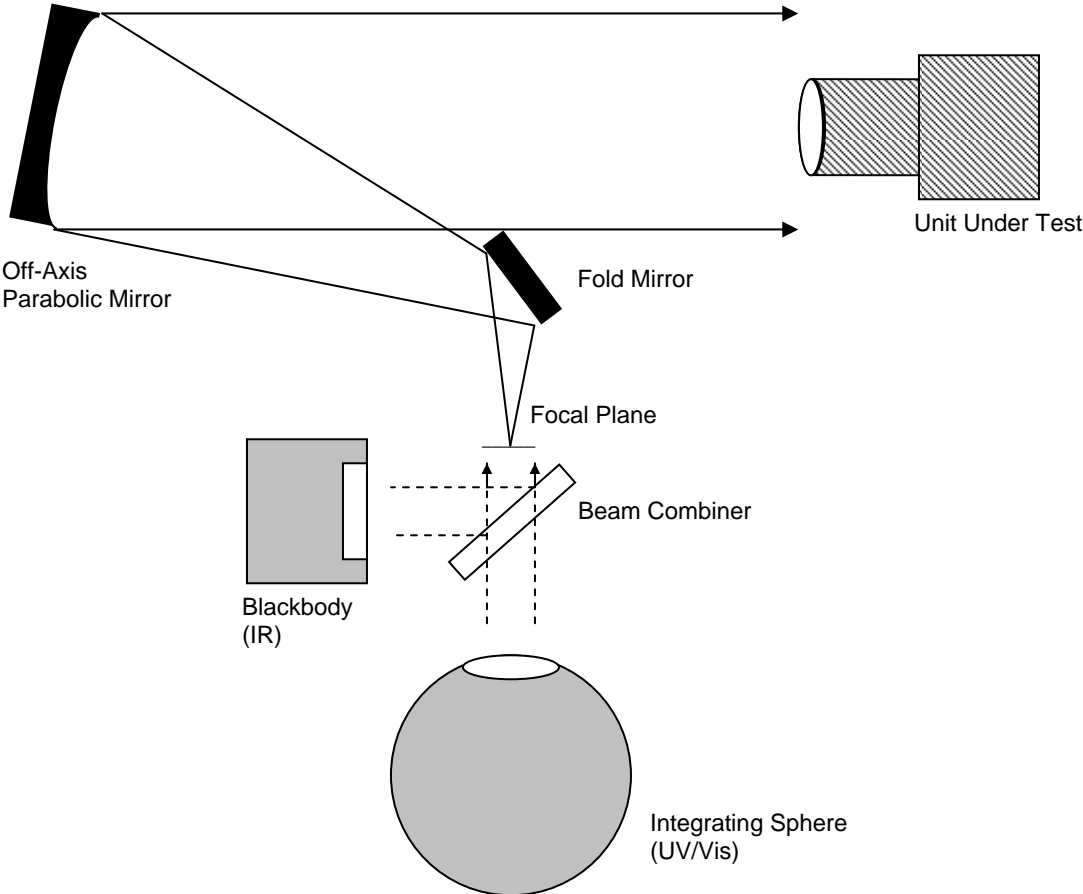 Unit Under Test
Off-Axis
Parabolic Mirror
Fold Mirror
Focal Plane
Beam Combiner
Blackbody
(IR)
Integrating Sphere
(UV/Vis)